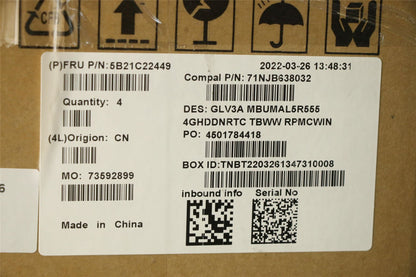 (P)FRU P/N:5B21C22449
2022-03-26 13:48:31
Compal P/N: 71NJB638032
Quantity: 4
DES: GLV3A MBUMAL5R555
4GHDDNRTC TBWW RPMCWIN
(4L)Origion: CN
PO: 4501784418
MO: 73592899
BOX ID:TNBT2203261347310008
inbound info
Serial No
Made in China
6